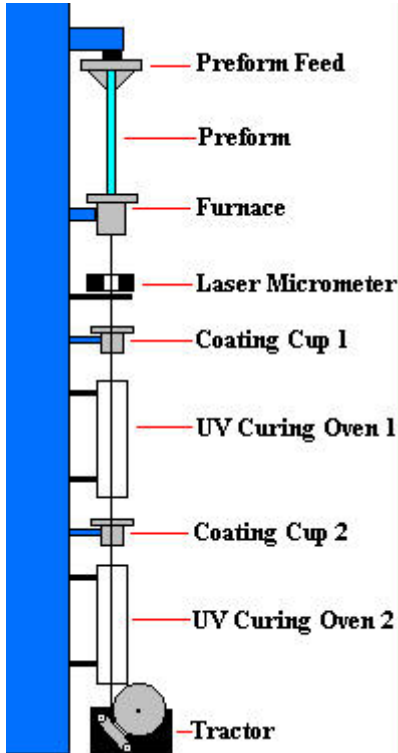 Preform Feed
Preform
Furnace
Laser Micrometer
Coating Cup 1
UV Curing Oven 1
Coating Cup 2
UV Curing Oven 2
Tractor